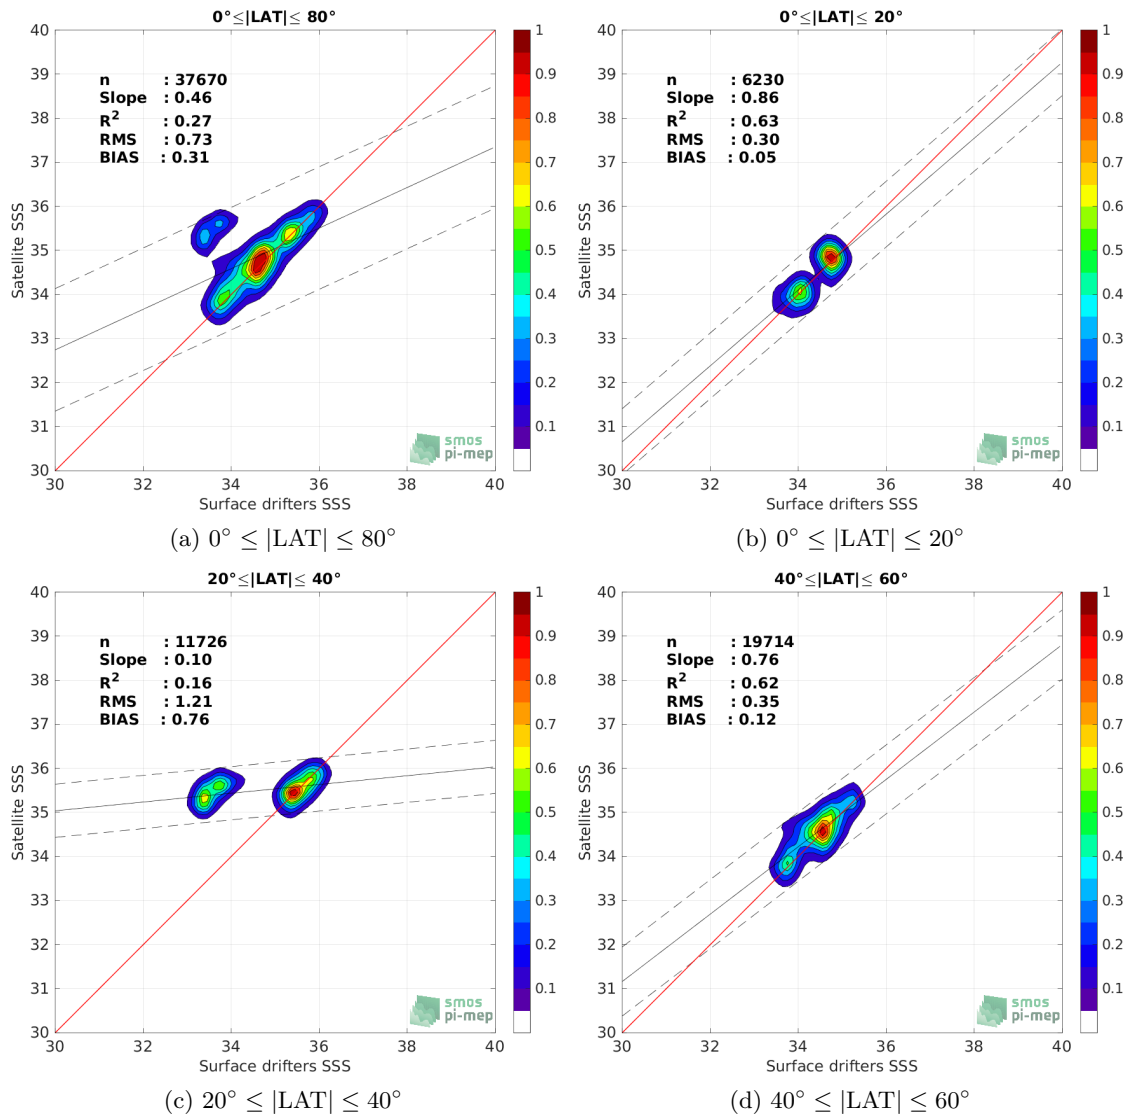 0°≤|LAT|≤ 80°
40
39
38
37
36
35
34
33
32
31
30
30
32
34
36
38
40
Satellite SSS
Surface drifters SSS
n : 37670
Slope : 0.46
R² : 0.27
RMS : 0.73
BIAS : 0.31
smos
pi-mep
1
0.9
0.8
0.7
0.6
0.5
0.4
0.3
0.2
0.1
(a) 0° ≤ |LAT| ≤ 80°
0°≤|LAT|≤ 20°
40
39
38
37
36
35
34
33
32
31
30
30
32
34
36
38
40
Satellite SSS
Surface drifters SSS
n : 6230
Slope : 0.86
R² : 0.63
RMS : 0.30
BIAS : 0.05
smos
pi-mep
1
0.9
0.8
0.7
0.6
0.5
0.4
0.3
0.2
0.1
(b) 0° ≤ |LAT| ≤ 20°
20°≤|LAT|≤ 40°
40
39
38
37
36
35
34
33
32
31
30
30
32
34
36
38
40
Satellite SSS
Surface drifters SSS
n : 11726
Slope : 0.10
R² : 0.16
RMS : 1.21
BIAS : 0.76
smos
pi-mep
1
0.9
0.8
0.7
0.6
0.5
0.4
0.3
0.2
0.1
(c) 20° ≤ |LAT| ≤ 40°
40°≤|LAT|≤ 60°
40
39
38
37
36
35
34
33
32
31
30
30
32
34
36
38
40
Satellite SSS
Surface drifters SSS
n : 19714
Slope : 0.76
R² : 0.62
RMS : 0.35
BIAS : 0.12
smos
pi-mep
1
0.9
0.8
0.7
0.6
0.5
0.4
0.3
0.2
0.1
(d) 40° ≤ |LAT| ≤ 60°